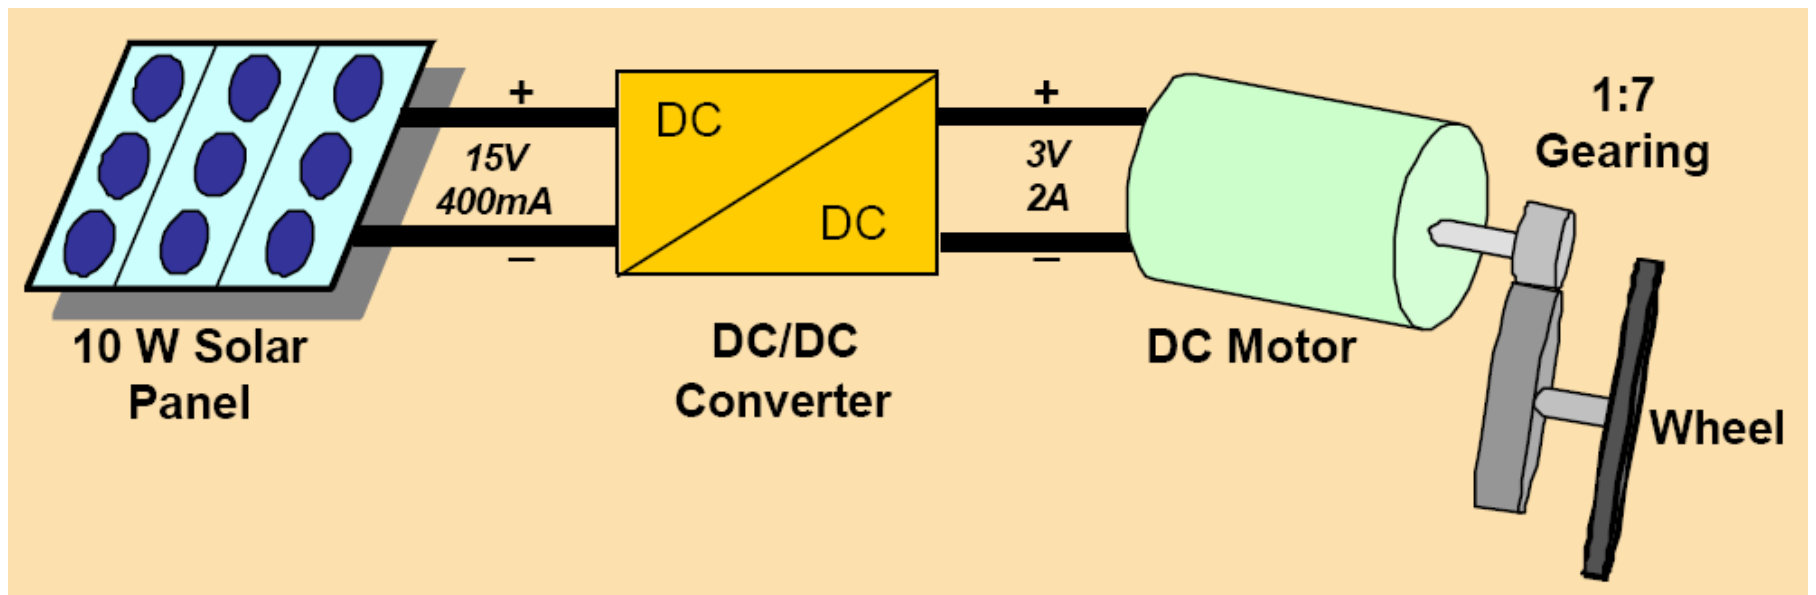 10 W Solar
Panel
+
15V
400mA
–
DC
DC
DC/DC
Converter
+
3V
2A
–
DC Motor
1:7
Gearing
Wheel